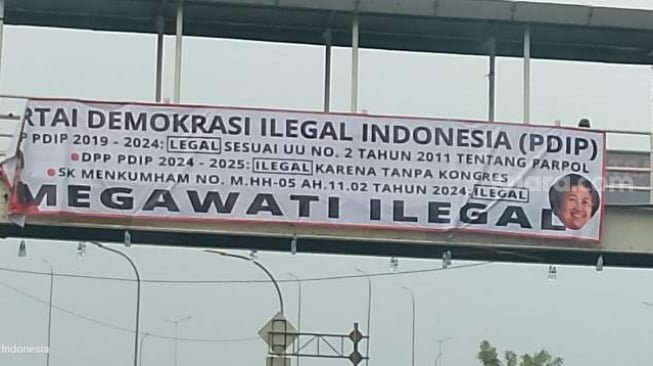 RTAI DEMOKRASI ILEGAL INDONESIA (PDIP)
P PDIP 2019 - 2024: LEGAL SESUAI UU NO. 2 TAHUN 2011 TENTANG PARPOL
• DPP PDIP 2024 - 2025: ILEGAL KARENA TANPA KONGRES
• SK MENKUMHAM NO. M.HH-05 AH.11.02 TAHUN 2024: ILEGAL
MEGAWATI ILEGAL
Indonesia